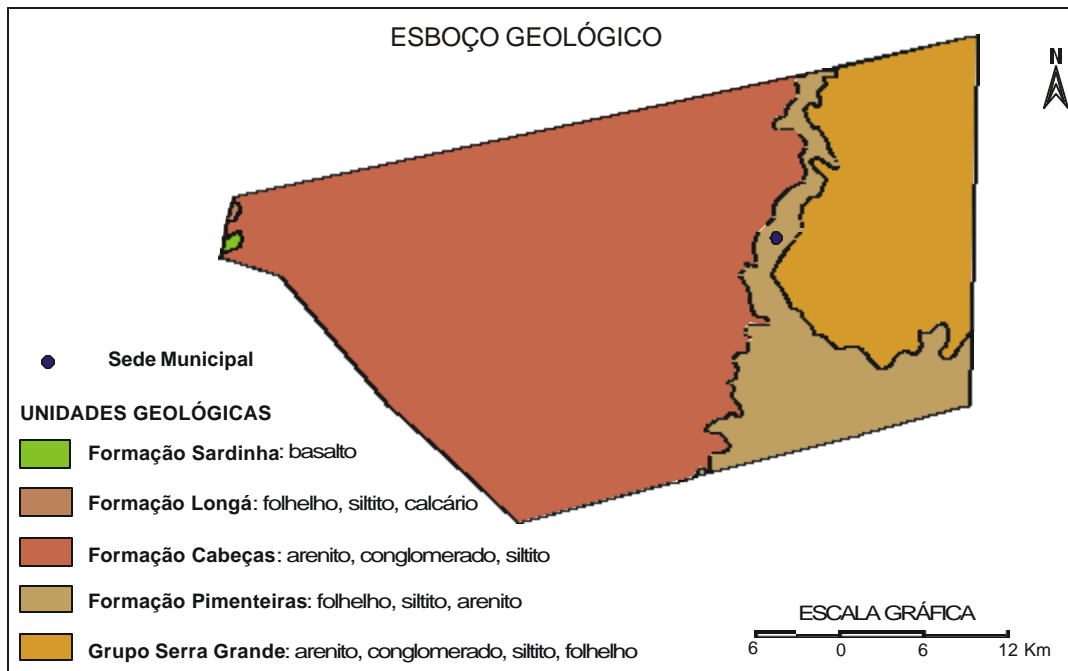 ESBOÇO GEOLÓGICO
N
Sede Municipal
UNIDADES GEOLÓGICAS
Formação Sardinha: basalto
Formação Longá: folhelho, siltito, calcário
Formação Cabeças: arenito, conglomerado, siltito
Formação Pimenteiras: folhelho, siltito, arenito
Grupo Serra Grande: arenito, conglomerado, siltito, folhelho
ESCALA GRÁFICA
6 0 6 12 Km